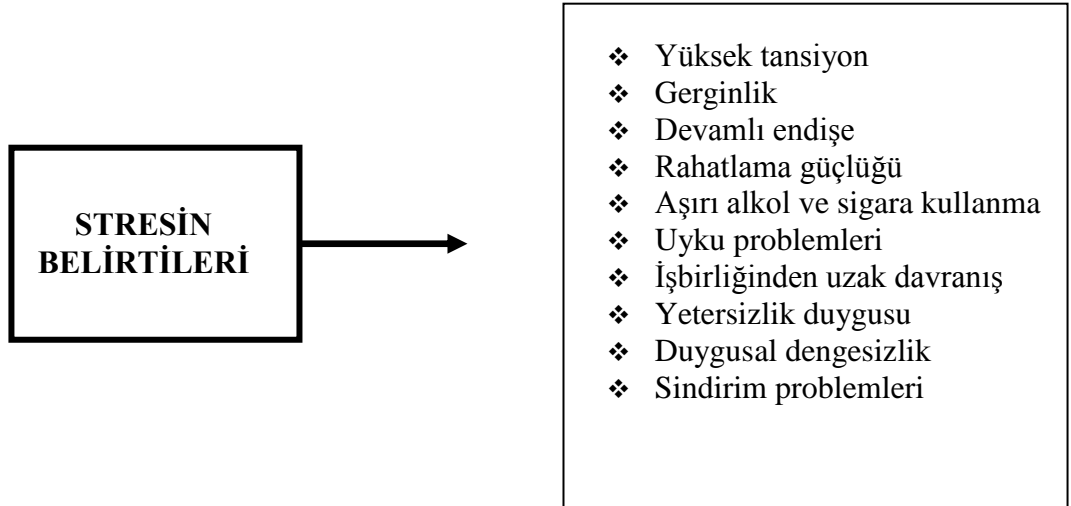 STRESİN
BELİRTİLERİ
❖ Yüksek tansiyon
❖ Gerginlik
❖ Devamlı endişe
❖ Rahatlama güçlüğü
❖ Aşırı alkol ve sigara kullanma
❖ Uyku problemleri
❖ İşbirliğinden uzak davranış
❖ Yetersizlik duygusu
❖ Duygusal dengesizlik
❖ Sindirim problemleri